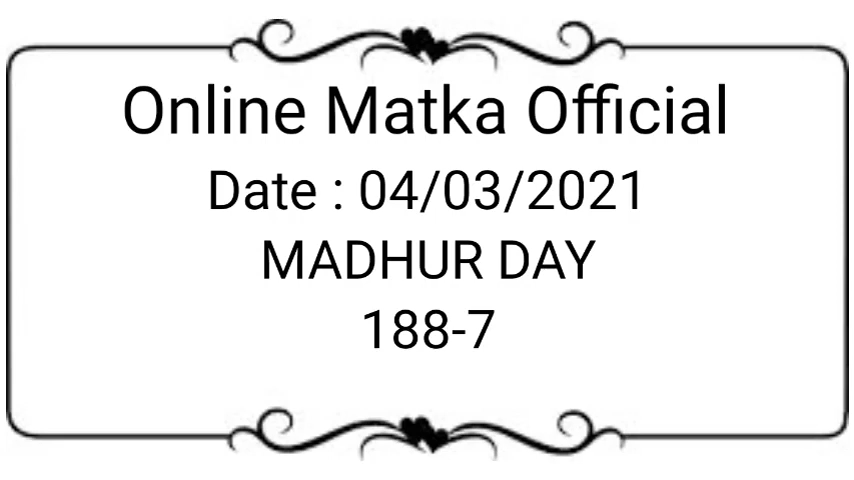 Online Matka Official
Date : 04/03/2021
MADHUR DAY
188-7